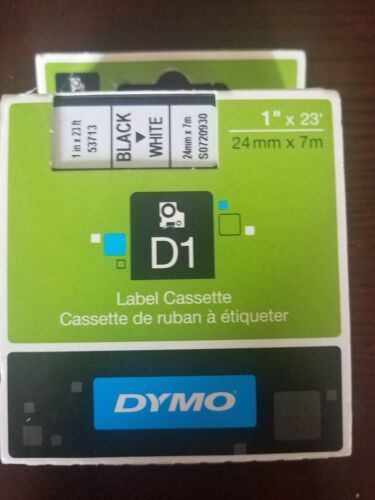 DYMO
1 in x 23 ft
53713
BLACK
WHITE
24mm x 7m
S0720930
1" x 23'
24mm x 7m
D1
Label Cassette
Cassette de ruban à étiqueter
DYMO